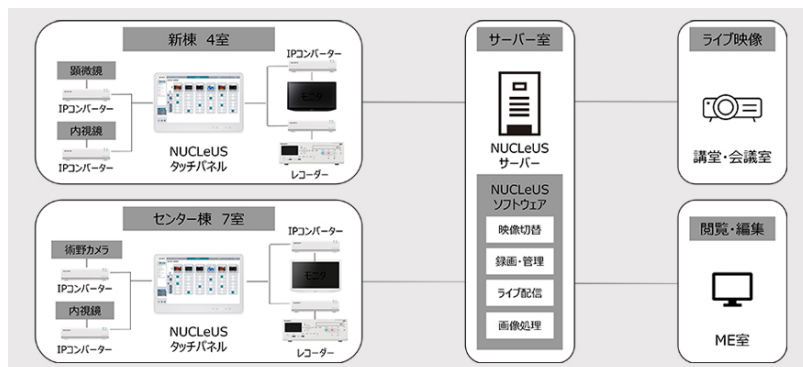 新棟 4室
顕微鏡
IPコンバーター
内視鏡
IPコンバーター
NUCLeUS
タッチパネル
IPコンバーター
モニタ
レコーダー
センター棟 7室
術野カメラ
IPコンバーター
内視鏡
IPコンバーター
NUCLeUS
タッチパネル
IPコンバーター
モニタ
レコーダー
サーバー室
NUCLeUS
サーバー
NUCLeUS
ソフトウェア
映像切替
録画・管理
ライブ配信
画像処理
ライブ映像
講堂・会議室
閲覧・編集
ME室